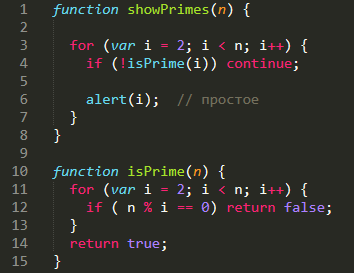 1 function showPrimes(n) {
2
3   for (var i = 2; i < n; i++) {
4     if (!isPrime(i)) continue;
5
6     alert(i);  // простое
7   }
8 }
9
10 function isPrime(n) {
11   for (var i = 2; i < n; i++) {
12     if ( n % i == 0) return false;
13   }
14   return true;
15 }